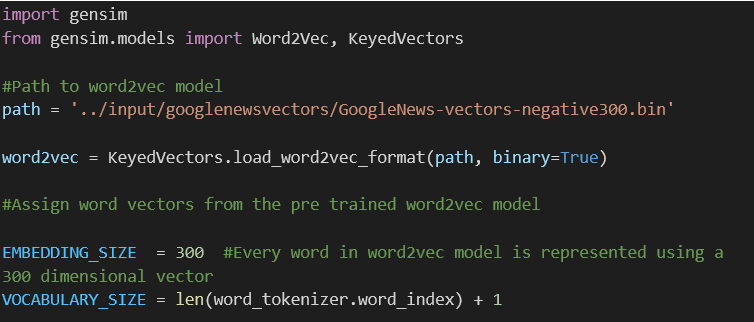 import gensim
from gensim.models import Word2Vec, KeyedVectors
#Path to word2vec model
path = '../input/googlenewsvectors/GoogleNews-vectors-negative300.bin'
word2vec = KeyedVectors.load_word2vec_format(path, binary=True)
#Assign word vectors from the pre trained word2vec model
EMBEDDING_SIZE  = 300  #Every word in word2vec model is represented using a
300 dimensional vector
VOCABULARY_SIZE = len(word_tokenizer.word_index) + 1